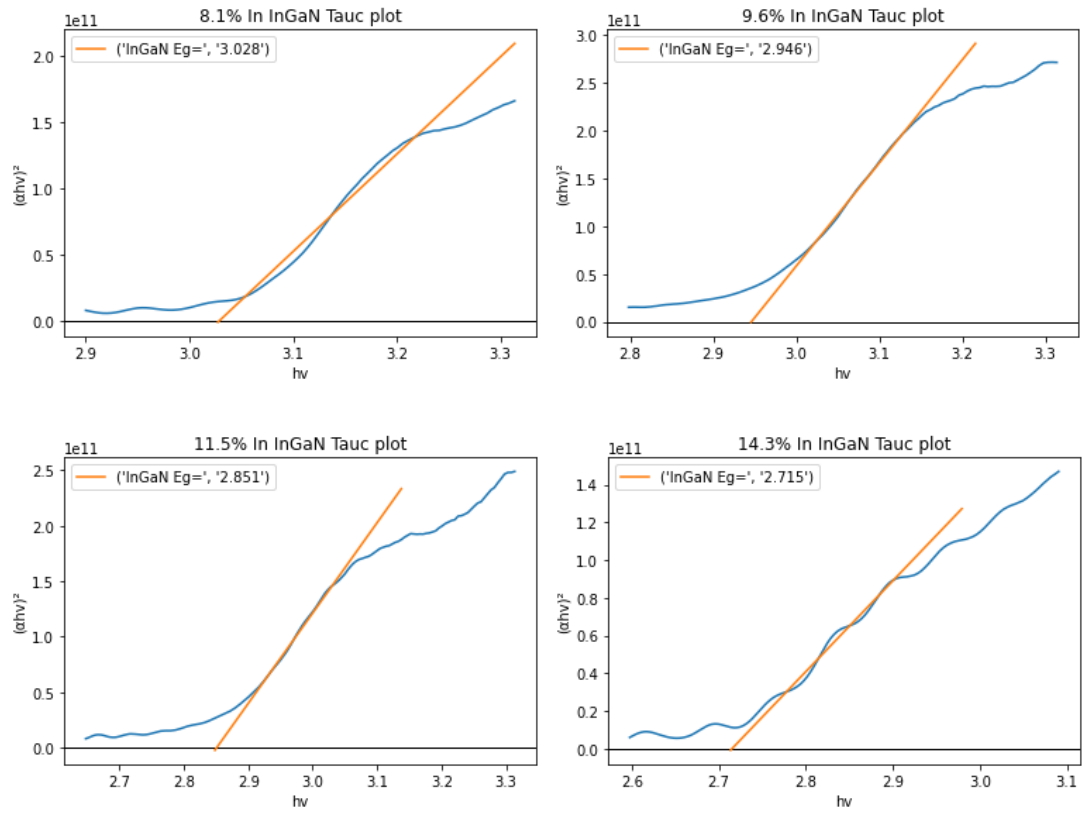 8.1% In InGaN Tauc plot
1e11
('InGaN Eg=', '3.028')
2.0
1.5
1.0
0.5
0.0
(αhv)²
2.9 3.0 3.1 3.2 3.3
hv
9.6% In InGaN Tauc plot
1e11
('InGaN Eg=', '2.946')
3.0
2.5
2.0
1.5
1.0
0.5
0.0
(αhv)²
2.8 2.9 3.0 3.1 3.2 3.3
hv
11.5% In InGaN Tauc plot
1e11
('InGaN Eg=', '2.851')
2.5
2.0
1.5
1.0
0.5
0.0
(αhv)²
2.7 2.8 2.9 3.0 3.1 3.2 3.3
hv
14.3% In InGaN Tauc plot
1e11
('InGaN Eg=', '2.715')
1.4
1.2
1.0
0.8
0.6
0.4
0.2
0.0
(αhv)²
2.6 2.7 2.8 2.9 3.0 3.1
hv